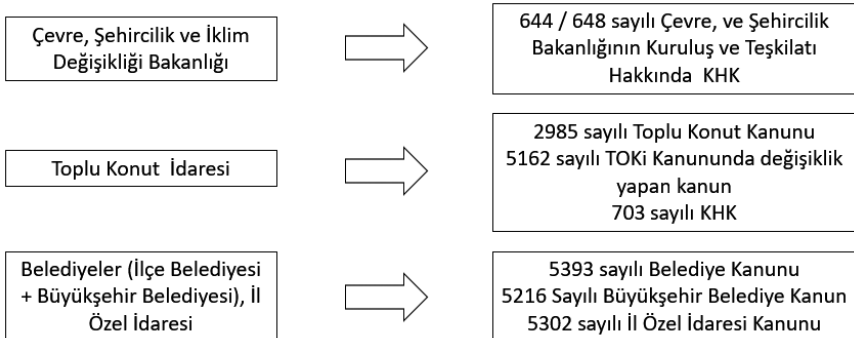 Çevre, Şehircilik ve İklim
Değişikliği Bakanlığı
644 / 648 sayılı Çevre, ve Şehircilik
Bakanlığının Kuruluş ve Teşkilatı
Hakkında KHK
Toplu Konut İdaresi
2985 sayılı Toplu Konut Kanunu
5162 sayılı TOKi Kanununda değişiklik
yapan kanun
703 sayılı KHK
Belediyeler (İlçe Belediyesi
+ Büyükşehir Belediyesi), İl
Özel İdaresi
5393 sayılı Belediye Kanunu
5216 Sayılı Büyükşehir Belediye Kanun
5302 sayılı İl Özel İdaresi Kanunu